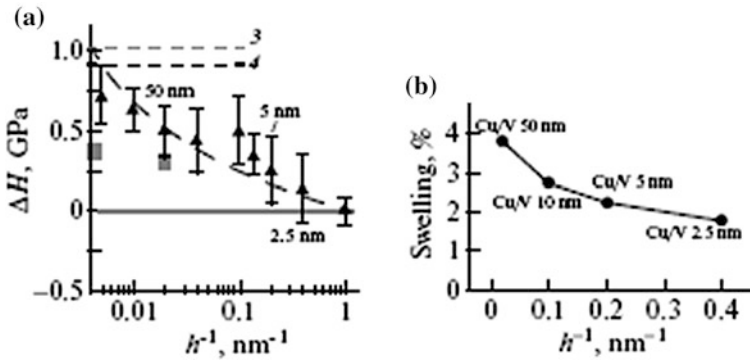 (a)
ΔH, GPa
1.0
0.5
0
–0.5
3
4
50 nm
5 nm
2.5 nm
0.01
0.1
1
h⁻¹, nm⁻¹
(b)
Swelling, %
4
3
2
1
0
Cu/V 50 nm
Cu/V 10 nm
Cu/V 5 nm
Cu/V 2.5 nm
0
0.1
0.2
0.3
0.4
h⁻¹, nm⁻¹